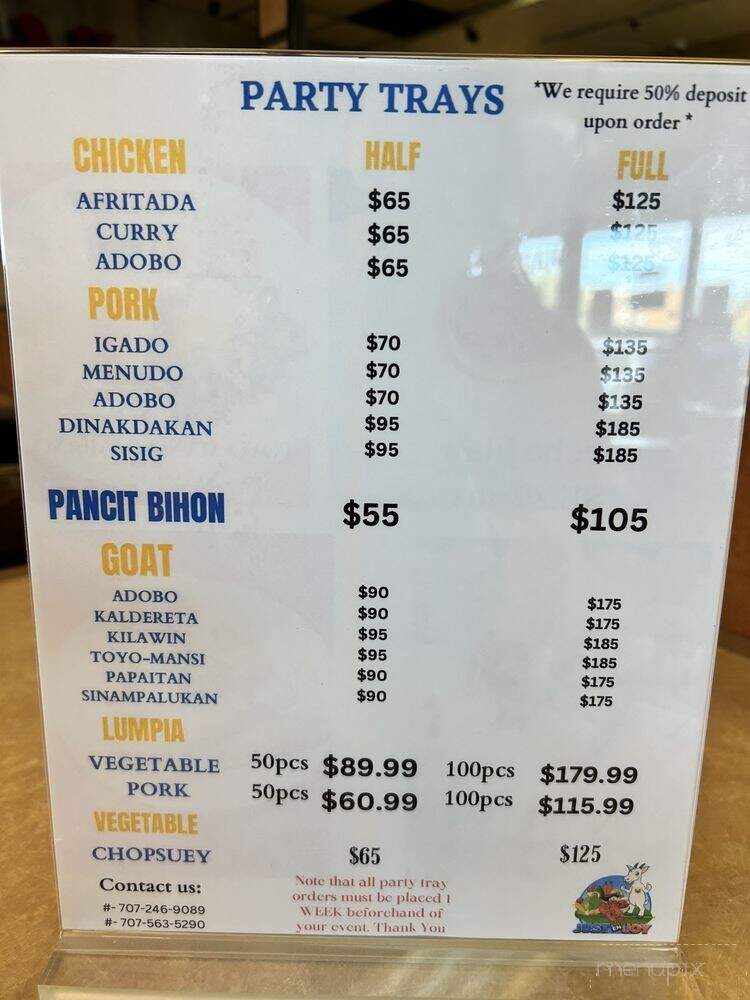 PARTY TRAYS
*We require 50% deposit
upon order *
CHICKEN HALF FULL
AFRITADA $65 $125
CURRY $65 $125
ADOBO $65 $125
PORK
IGADO $70 $135
MENUDO $70 $135
ADOBO $70 $135
DINAKDAKAN $95 $185
SISIG $95 $185
PANCIT BIHON $55 $105
GOAT
ADOBO $90 $175
KALDERETA $90 $175
KILAWIN $95 $185
TOYO-MANSI $95 $185
PAPAITAN $90 $175
SINAMPALUKAN $90 $175
LUMPIA
VEGETABLE 50pcs $89.99 100pcs $179.99
PORK 50pcs $60.99 100pcs $115.99
VEGETABLE
CHOPSUEY $65 $125
Contact us:
#- 707-246-9089
#- 707-563-5290
Note that all party tray
orders must be placed 1
WEEK beforehand of
your event. Thank You
JUST EN JOY
menupix